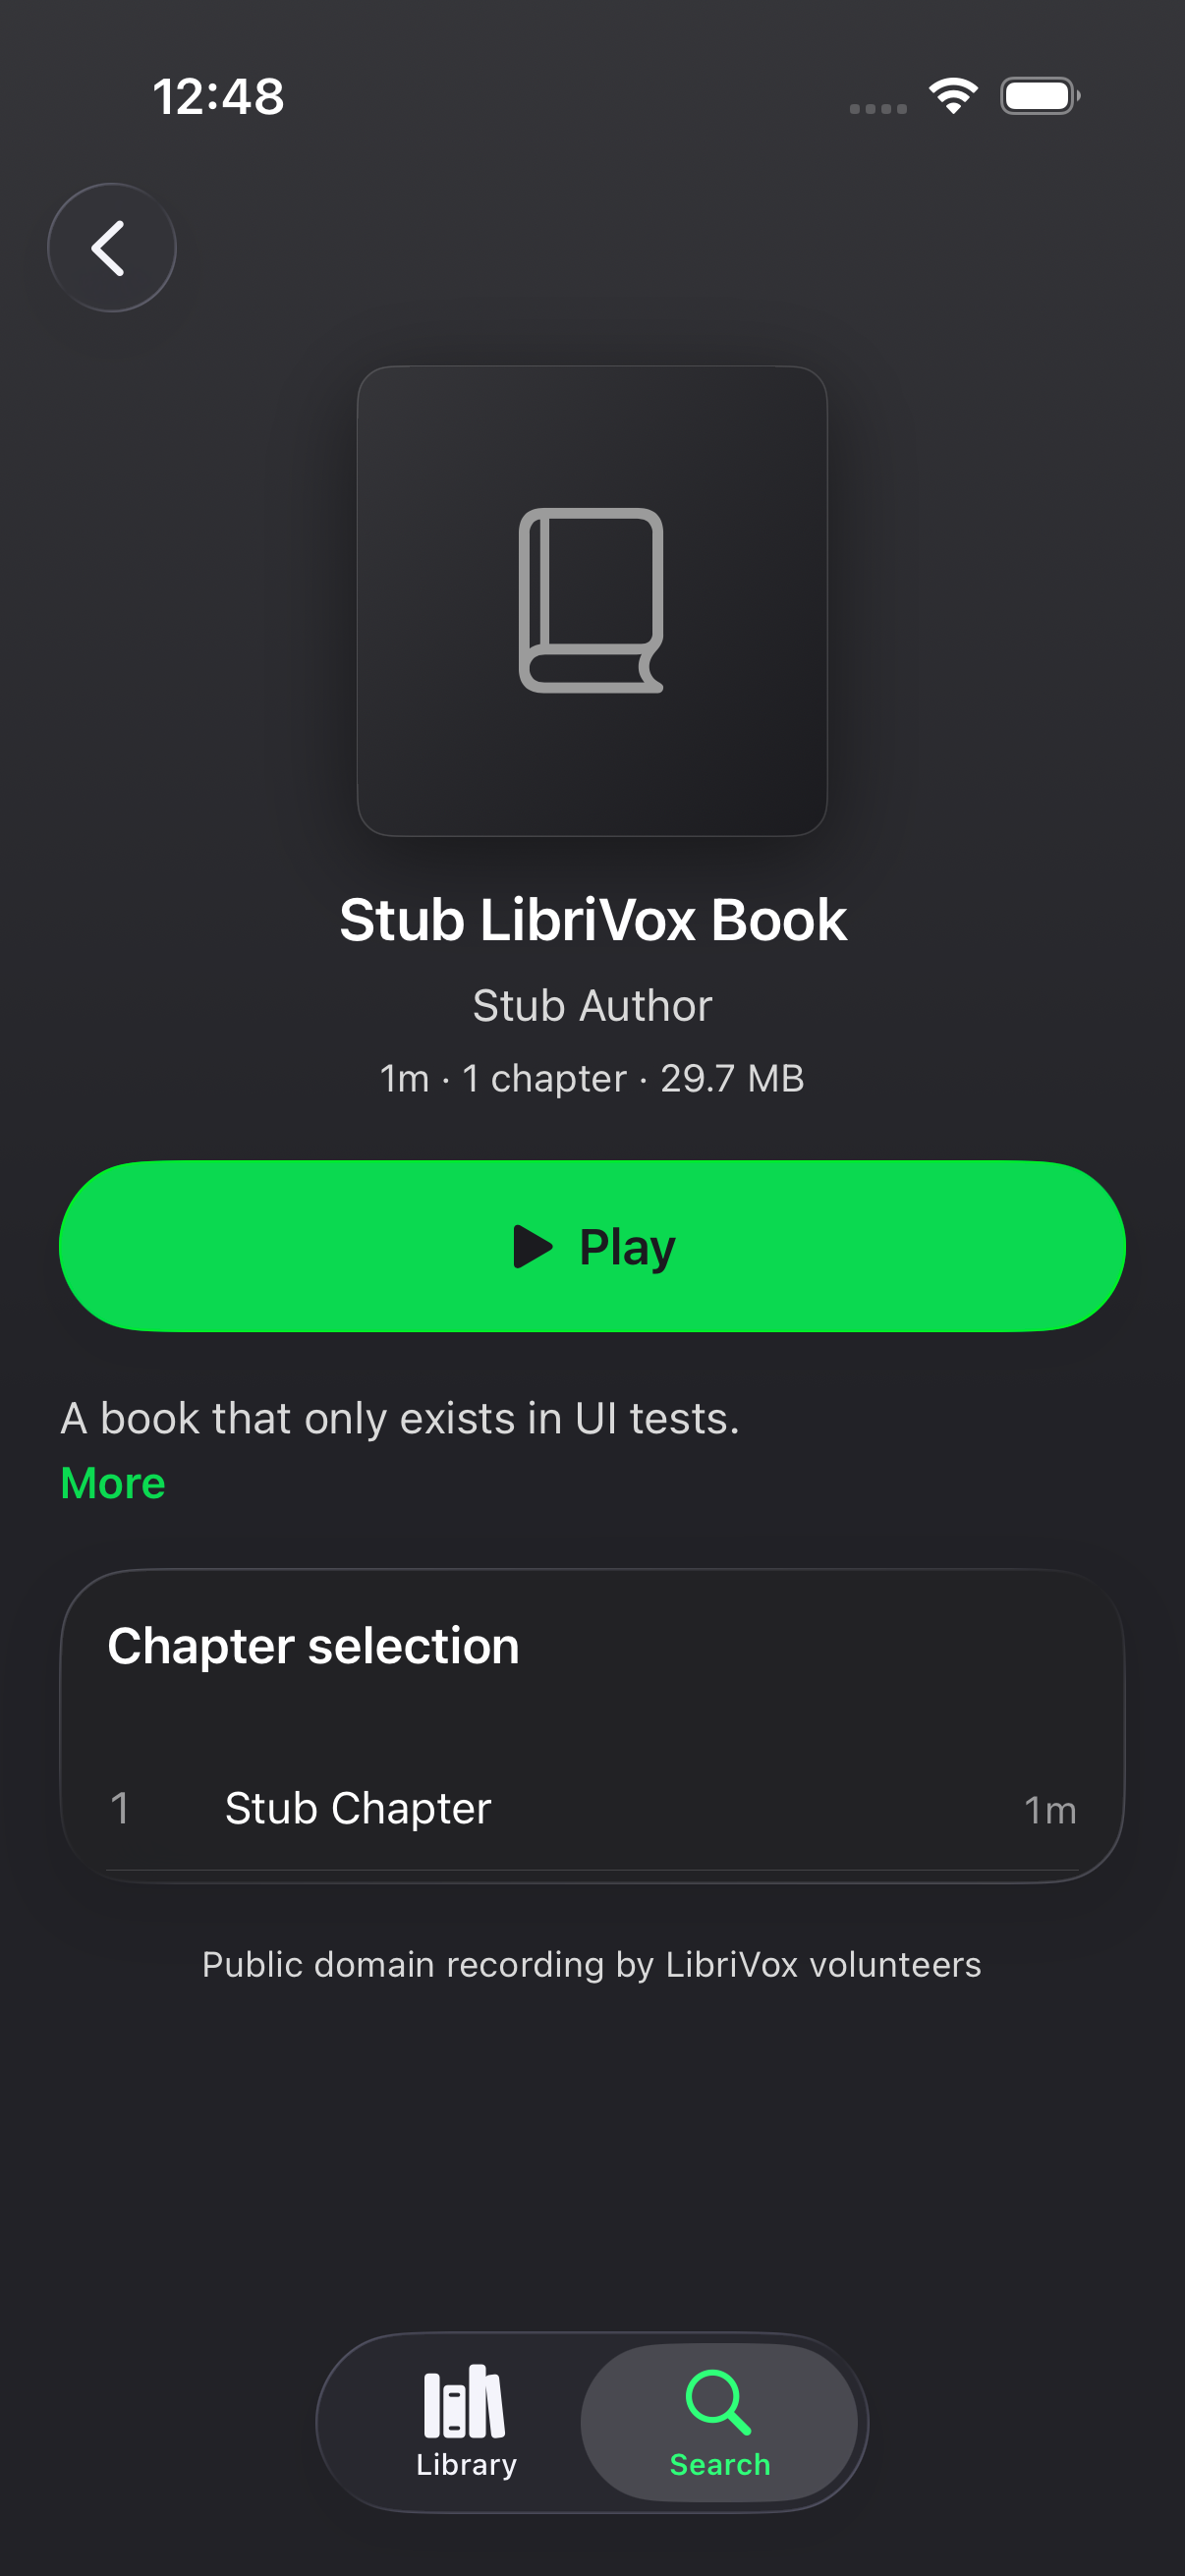 12:48
Stub LibriVox Book
Stub Author
1m · 1 chapter · 29.7 MB
Play
A book that only exists in UI tests.
More
Chapter selection
1 Stub Chapter 1m
Public domain recording by LibriVox volunteers
Library Search